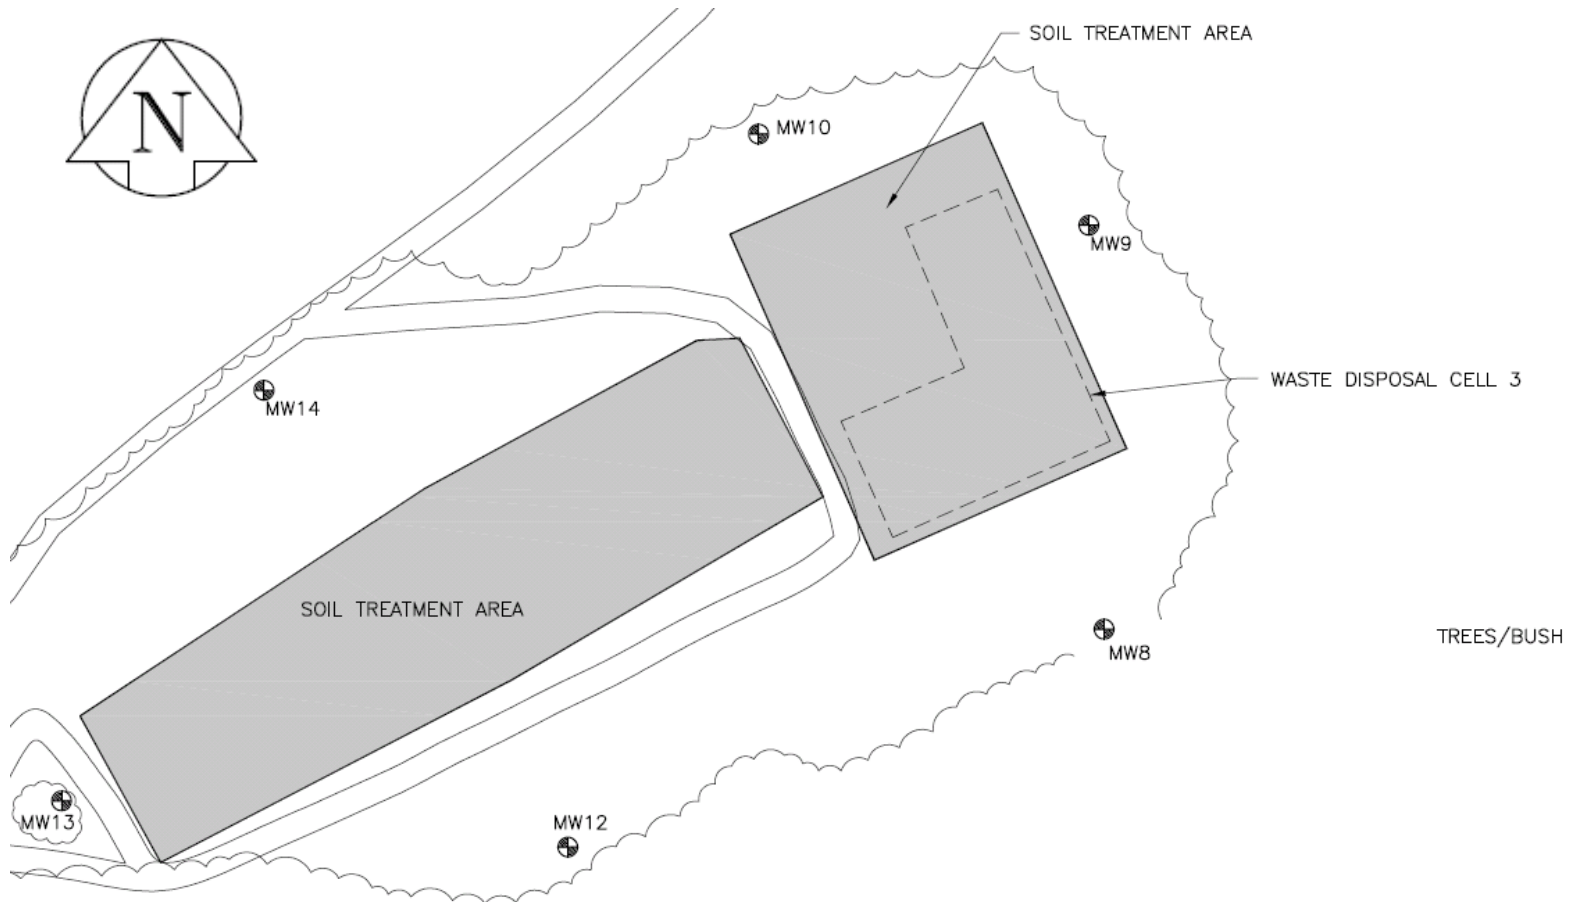 N
SOIL TREATMENT AREA
MW10
MW9
WASTE DISPOSAL CELL 3
MW14
SOIL TREATMENT AREA
TREES/BUSH
MW8
MW13
MW12